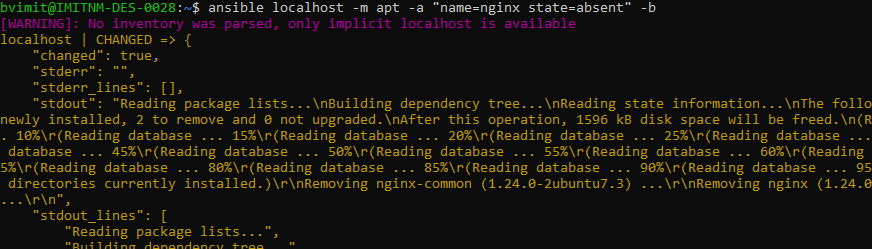 bvimit@IMITNM-DES-0028:~$ ansible localhost -m apt -a "name=nginx state=absent" -b
[WARNING]: No inventory was parsed, only implicit localhost is available
localhost | CHANGED => {
    "changed": true,
    "stderr": "",
    "stderr_lines": [],
    "stdout": "Reading package lists...\nBuilding dependency tree...\nReading state information...\nThe follo
newly installed, 2 to remove and 0 not upgraded.\nAfter this operation, 1596 kB disk space will be freed.\n(R
. 10%\r(Reading database ... 15%\r(Reading database ... 20%\r(Reading database ... 25%\r(Reading database ...
 database ... 45%\r(Reading database ... 50%\r(Reading database ... 55%\r(Reading database ... 60%\r(Reading
5%\r(Reading database ... 80%\r(Reading database ... 85%\r(Reading database ... 90%\r(Reading database ... 95
 directories currently installed.)\r\nRemoving nginx-common (1.24.0-2ubuntu7.3) ...\r\nRemoving nginx (1.24.0
...\r\n",
    "stdout_lines": [
        "Reading package lists...",
        "Building dependency tree...",